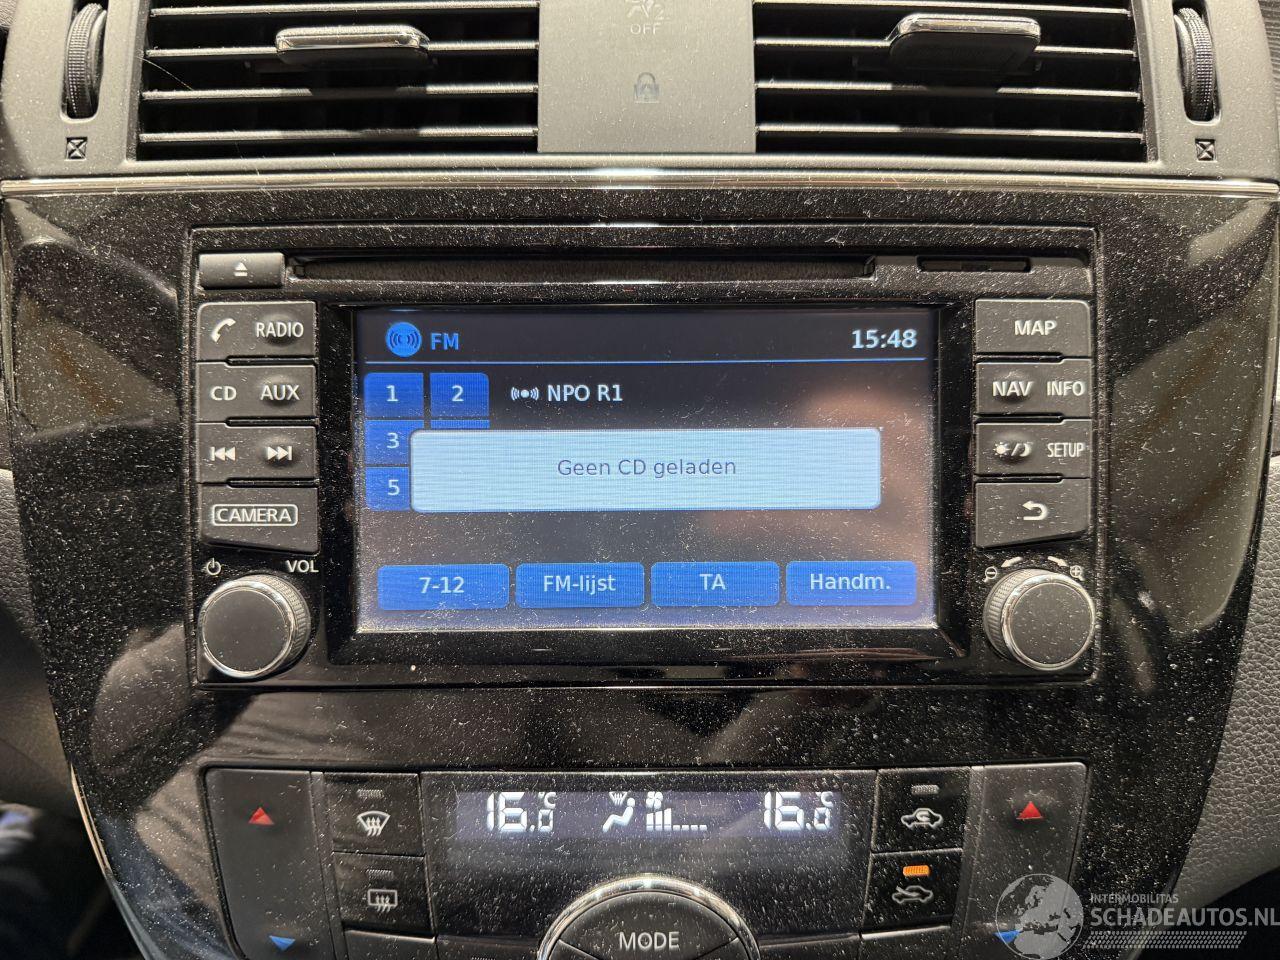 OFF
RADIO
CD AUX
CAMERA
VOL
FM 15:48
1 2 NPO R1
3
Geen CD geladen
5
7-12 FM-lijst TA Handm.
MAP
NAV INFO
SETUP
16.0°C 16.0°C
MODE
INTERMOBILITAS
SCHADEAUTOS.NL